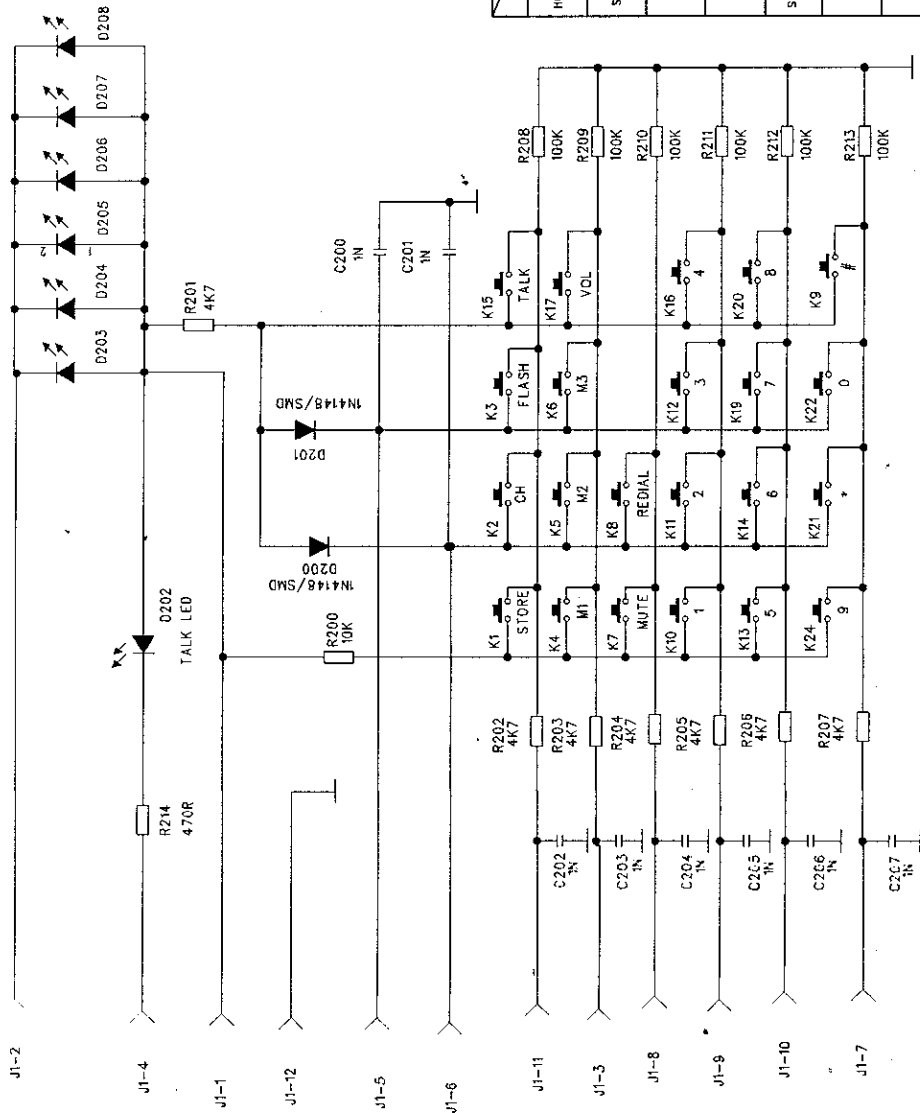 D208
D207
D206
D205
2
1
D204
D203
R201
4K7
C200
1N
C201
1N
1N4148/SMD
D201
D200
1N4148/SMD
D202
TALK LED
R200
10K
R214
470R
K15
TALK
K17
VOL
K16
4
K20
8
K9
#
K3
FLASH
K6
M3
K12
3
K19
7
K22
0
K2
CH
K5
M2
K8
REDIAL
K11
2
K14
6
K21
*
K1
STORE
K4
M1
K7
MUTE
K10
1
K13
5
K24
9
R208
100K
R209
100K
R210
100K
R211
100K
R212
100K
R213
100K
R202
4K7
R203
4K7
R204
4K7
R205
4K7
R206
4K7
R207
4K7
C202
1N
C203
1N
C204
1N
C205
1N
C206
1N
C207
1N
J1-2
J1-4
J1-1
J1-12
J1-5
J1-6
J1-11
J1-3
J1-8
J1-9
J1-10
J1-7
S
S